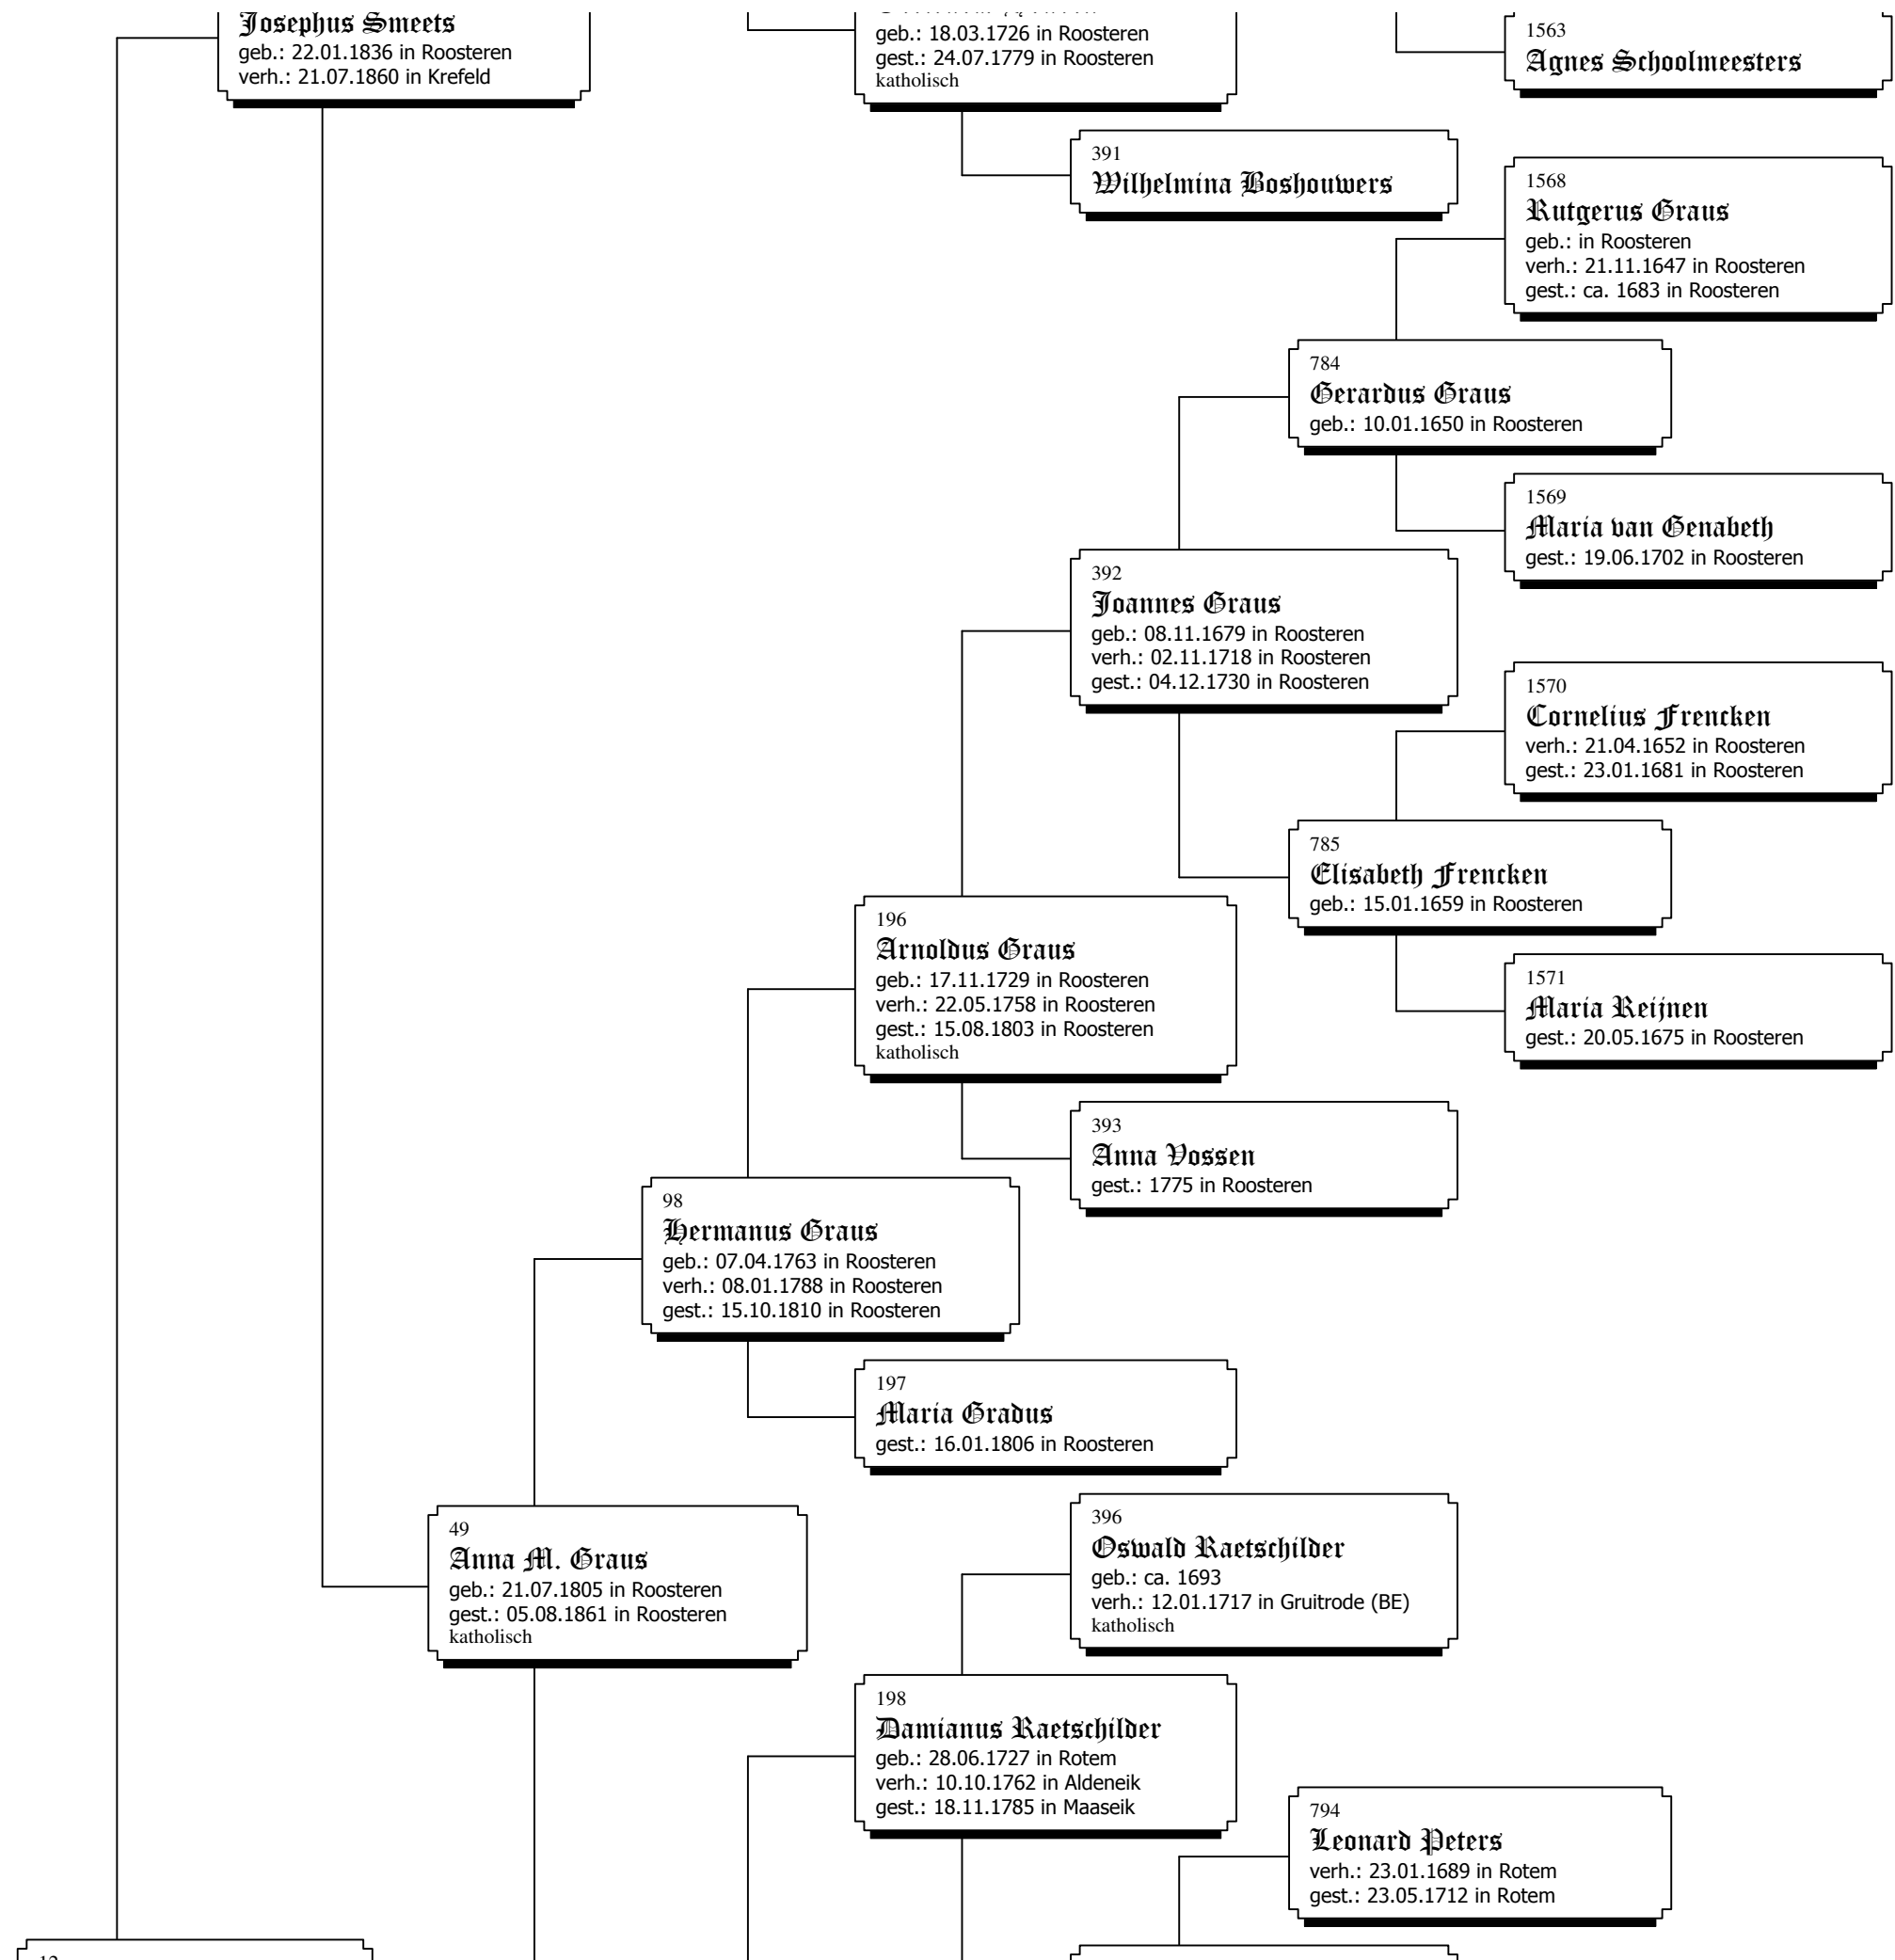 Josephus Smeets
geb.: 22.01.1836 in Roosteren
verh.: 21.07.1860 in Krefeld
geb.: 18.03.1726 in Roosteren
gest.: 24.07.1779 in Roosteren
katholisch
1563
Agnes Schoolmeesters
391
Wilhelmina Boshouwers
1568
Rutgerus Graus
geb.: in Roosteren
verh.: 21.11.1647 in Roosteren
gest.: ca. 1683 in Roosteren
784
Gerardus Graus
geb.: 10.01.1650 in Roosteren
1569
Maria van Genabeth
gest.: 19.06.1702 in Roosteren
392
Joannes Graus
geb.: 08.11.1679 in Roosteren
verh.: 02.11.1718 in Roosteren
gest.: 04.12.1730 in Roosteren
1570
Cornelius Frencken
verh.: 21.04.1652 in Roosteren
gest.: 23.01.1681 in Roosteren
785
Elisabeth Frencken
geb.: 15.01.1659 in Roosteren
196
Arnoldus Graus
geb.: 17.11.1729 in Roosteren
verh.: 22.05.1758 in Roosteren
gest.: 15.08.1803 in Roosteren
katholisch
1571
Maria Reijnen
gest.: 20.05.1675 in Roosteren
393
Anna Vossen
gest.: 1775 in Roosteren
98
Hermanus Graus
geb.: 07.04.1763 in Roosteren
verh.: 08.01.1788 in Roosteren
gest.: 15.10.1810 in Roosteren
197
Maria Gradus
gest.: 16.01.1806 in Roosteren
49
Anna M. Graus
geb.: 21.07.1805 in Roosteren
gest.: 05.08.1861 in Roosteren
katholisch
396
Oswald Raetschilder
geb.: ca. 1693
verh.: 12.01.1717 in Gruitrode (BE)
katholisch
198
Damianus Raetschilder
geb.: 28.06.1727 in Rotem
verh.: 10.10.1762 in Aldeneik
gest.: 18.11.1785 in Maaseik
794
Leonard Peters
verh.: 23.01.1689 in Rotem
gest.: 23.05.1712 in Rotem